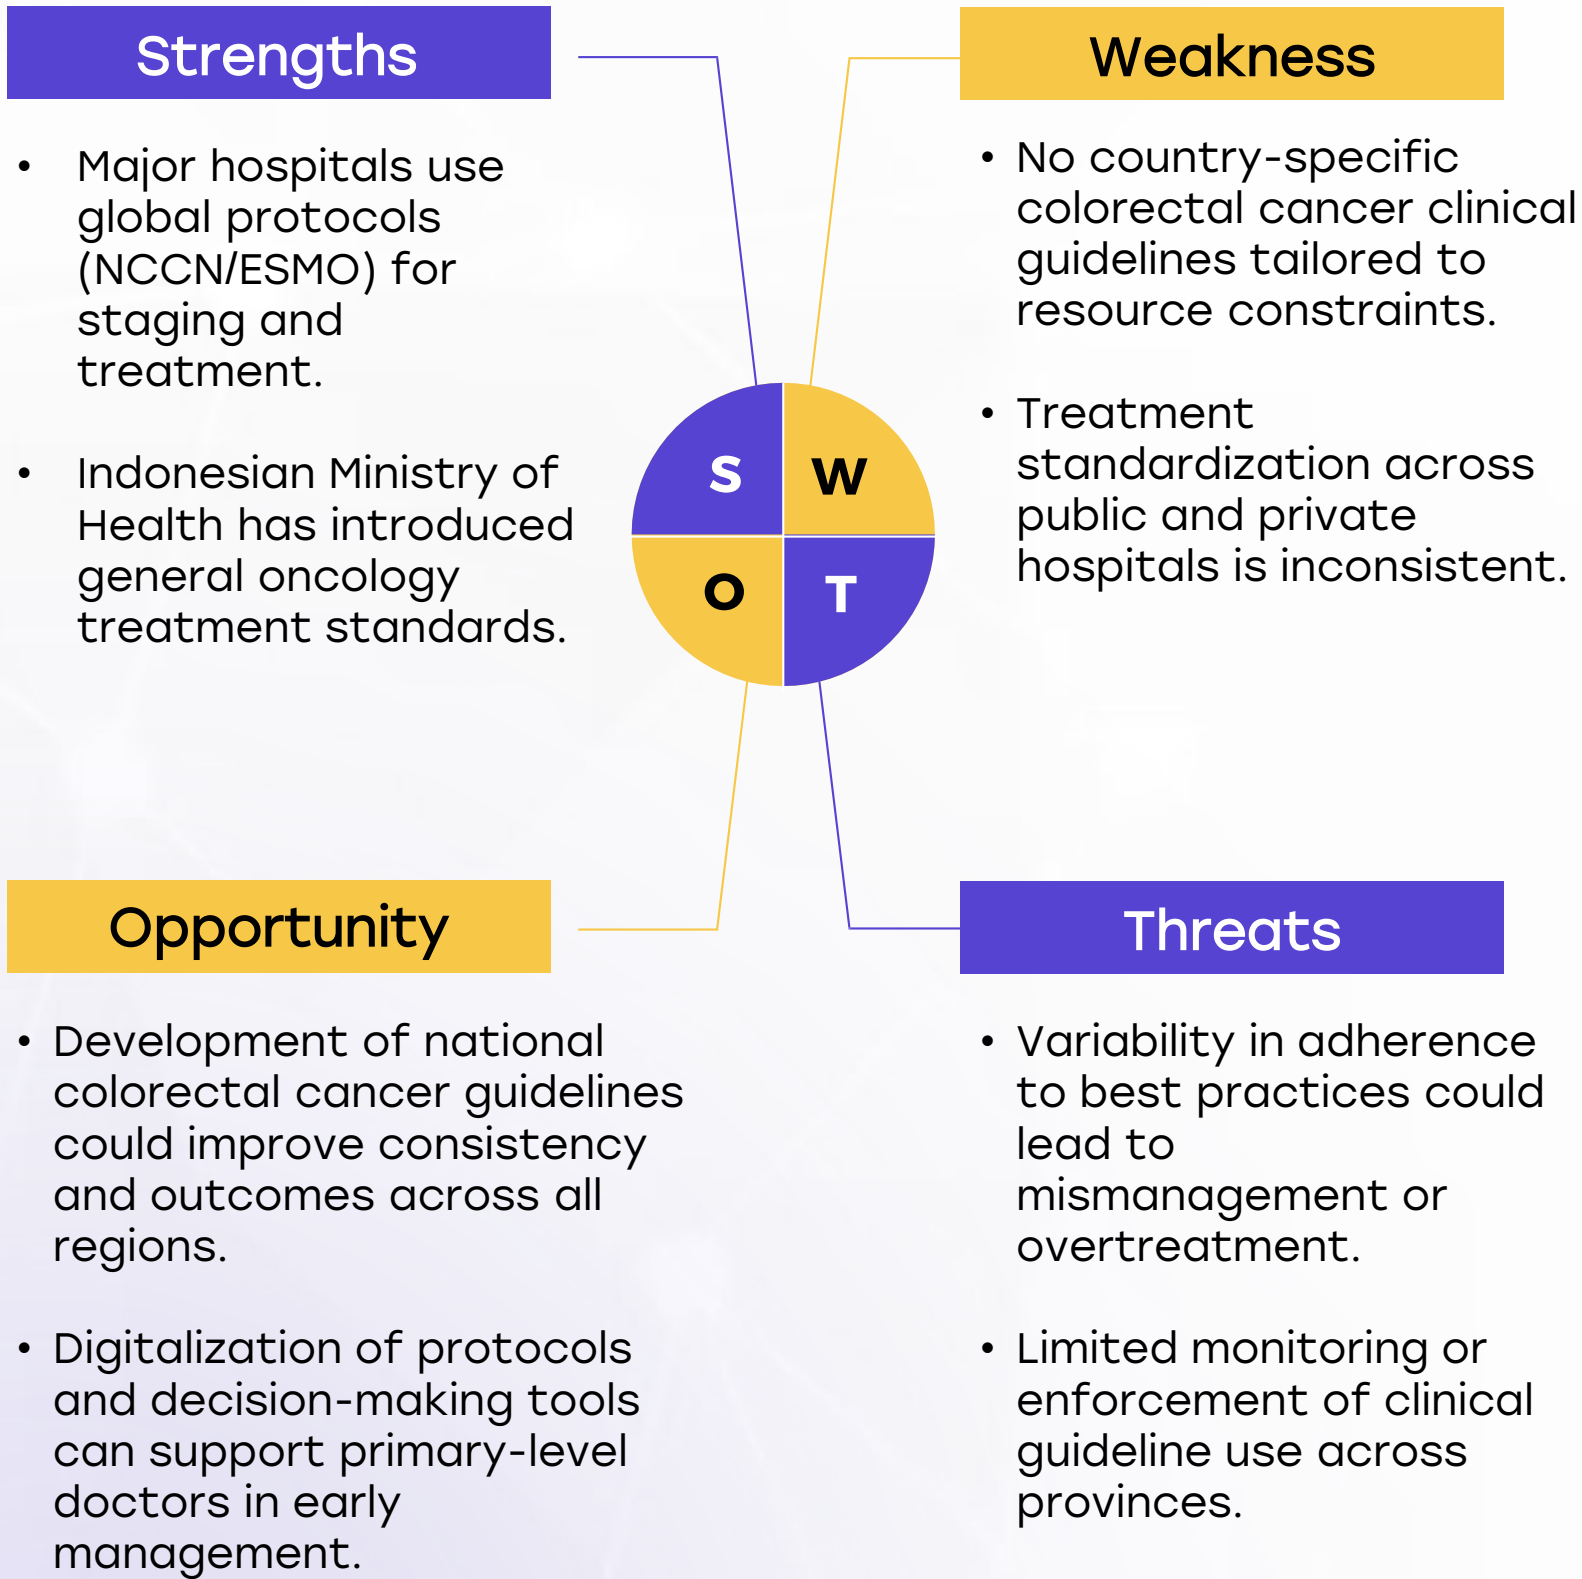 Strengths
• Major hospitals use
global protocols
(NCCN/ESMO) for
staging and
treatment.
• Indonesian Ministry of
Health has introduced
general oncology
treatment standards.
Weakness
• No country-specific
colorectal cancer clinical
guidelines tailored to
resource constraints.
• Treatment
standardization across
public and private
hospitals is inconsistent.
S
W
O
T
Opportunity
• Development of national
colorectal cancer guidelines
could improve consistency
and outcomes across all
regions.
• Digitalization of protocols
and decision-making tools
can support primary-level
doctors in early
management.
Threats
• Variability in adherence
to best practices could
lead to
mismanagement or
overtreatment.
• Limited monitoring or
enforcement of clinical
guideline use across
provinces.